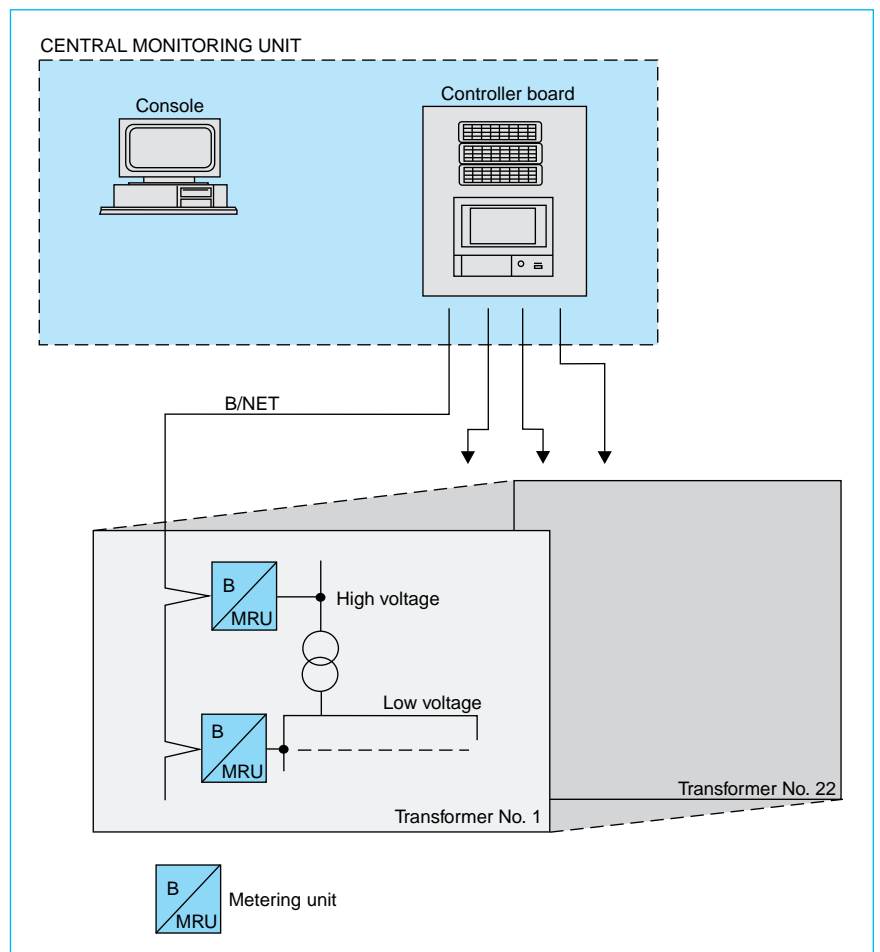 CENTRAL MONITORING UNIT
Console
Controller board
B/NET
B
MRU
High voltage
Low voltage
B
MRU
Transformer No. 22
Transformer No. 1
B
MRU
Metering unit